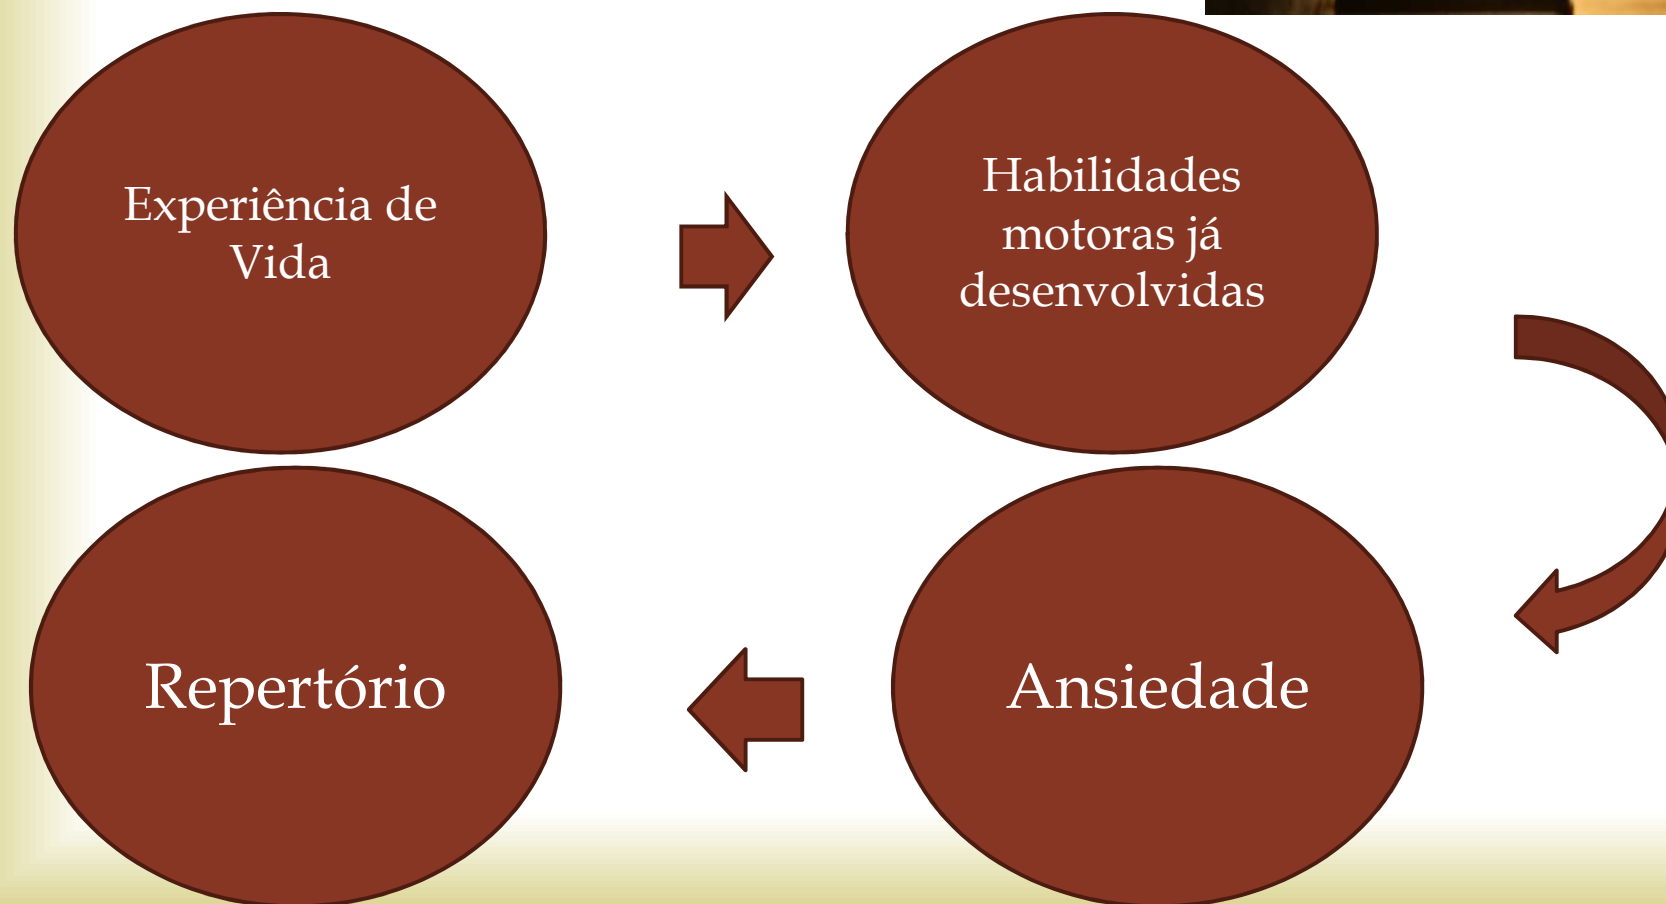 Experiência de
Vida
Habilidades
motoras já
desenvolvidas
Ansiedade
Repertório